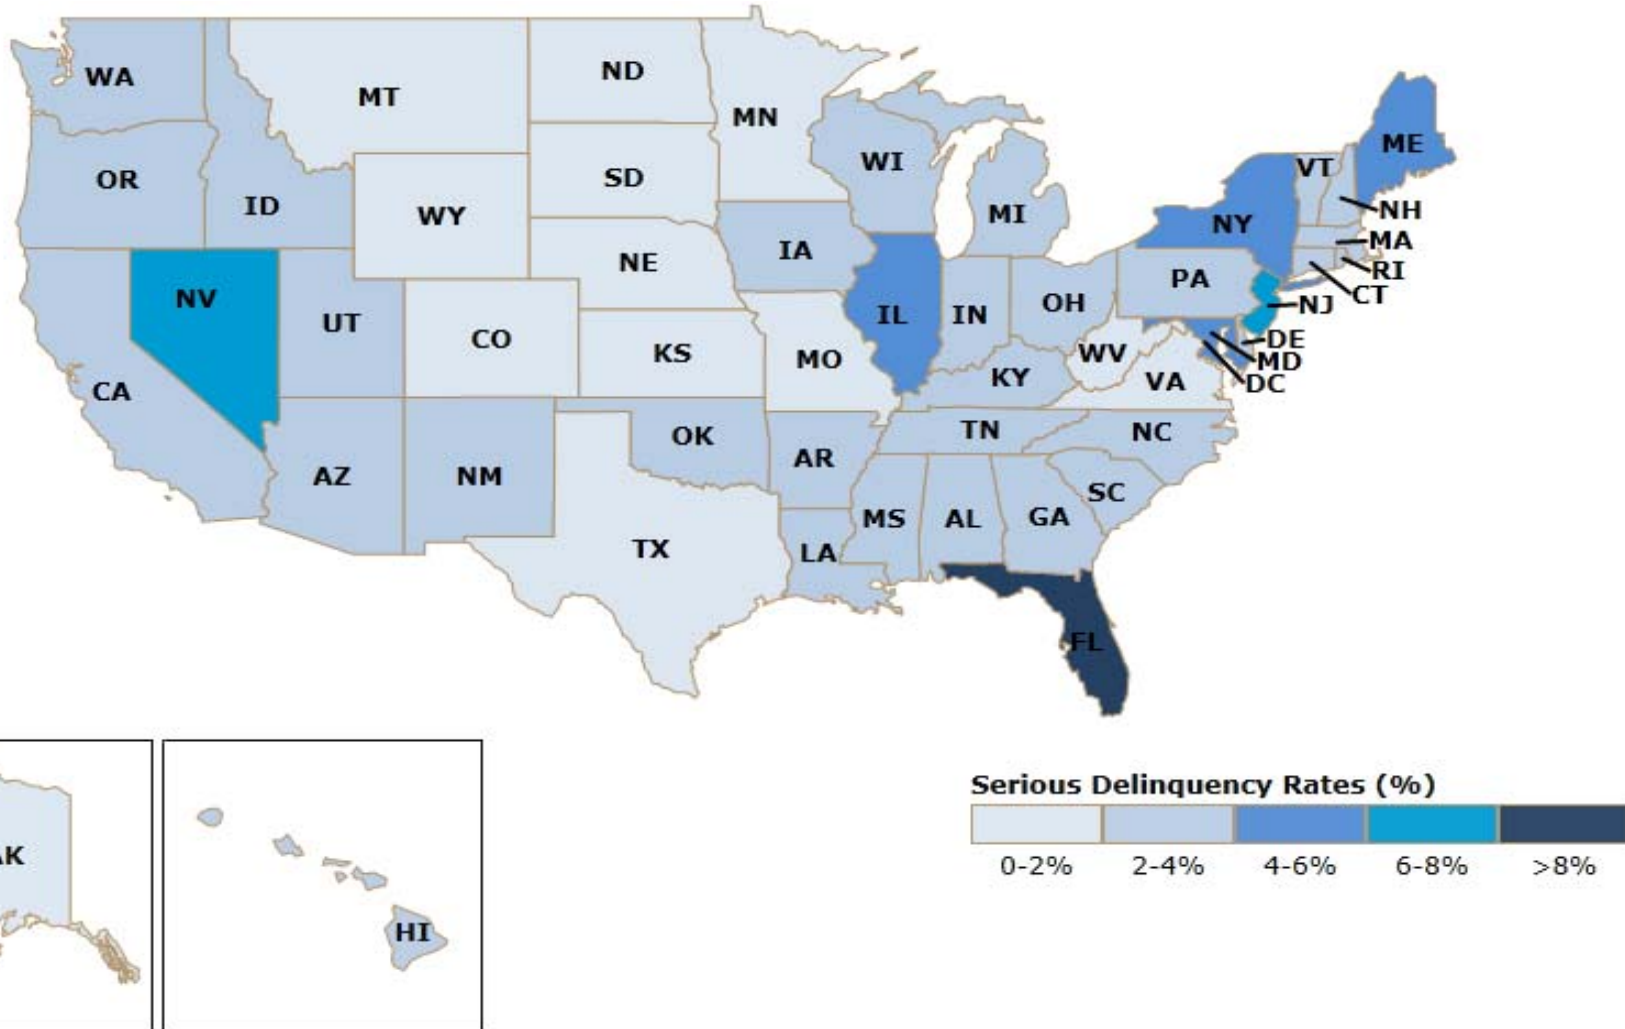 WA
MT
ND
MN
ME
VT
OR
ID
SD
WI
WY
MI
NY
NH
MA
IA
NE
PA
RI
CT
NV
UT
CO
IL
IN
OH
NJ
DE
MD
DC
CA
KS
MO
WV
VA
KY
TN
NC
OK
AR
AZ
NM
SC
MS
AL
GA
TX
LA
FL
Serious Delinquency Rates (%)
0-2% 2-4% 4-6% 6-8% >8%
AK
HI